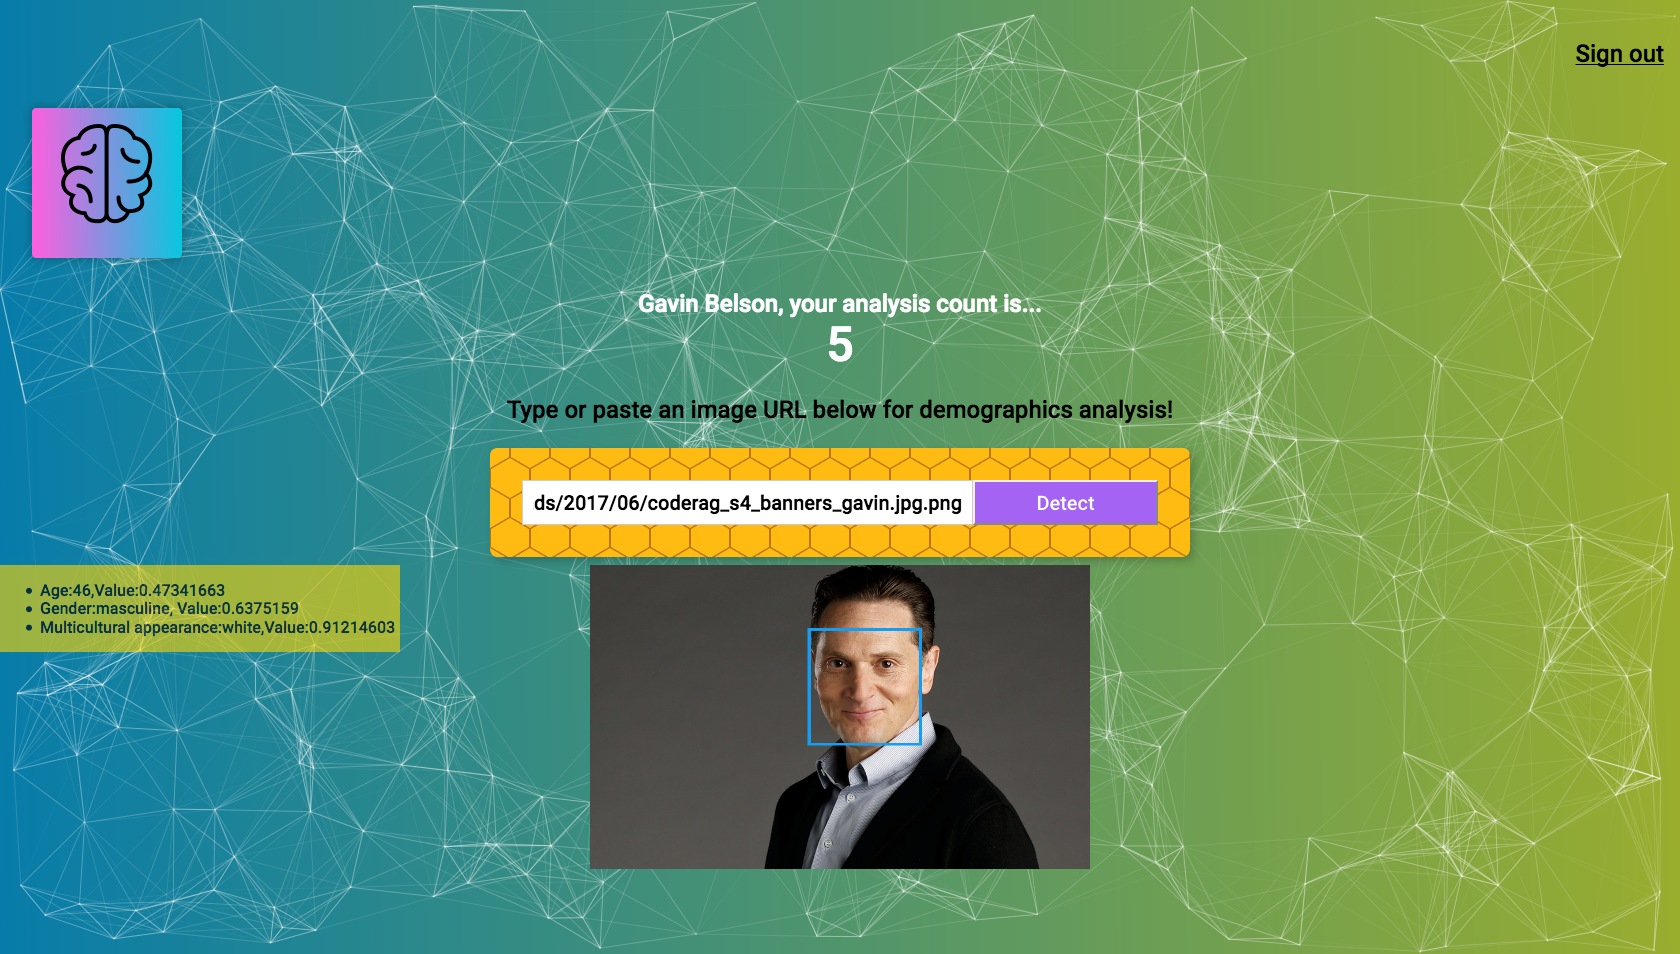 Sign out
Gavin Belson, your analysis count is...
5
Type or paste an image URL below for demographics analysis!
ds/2017/06/coderag_s4_banners_gavin.jpg.png
Detect
Age:46,Value:0.47341663
Gender:masculine, Value:0.6375159
Multicultural appearance:white,Value:0.91214603